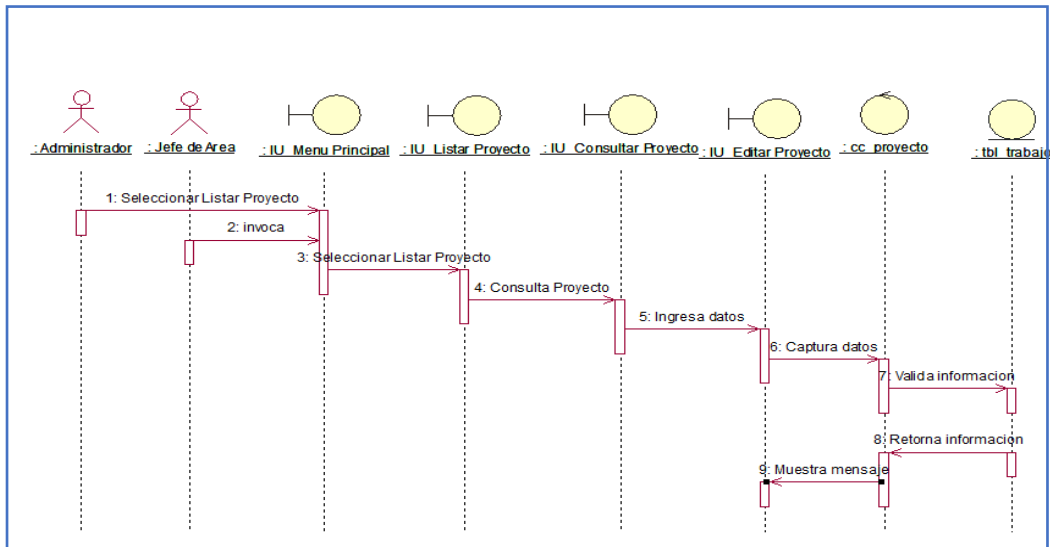 : Administrador
: Jefe de Area
: IU_Menu Principal
: IU_Listar Proyecto
: IU_Consultar Proyecto
: IU_Editar Proyecto
: cc_proyecto
: tbl_trabajo
1: Seleccionar Listar Proyecto
2: invoca
3: Seleccionar Listar Proyecto
4: Consulta Proyecto
5: Ingresa datos
6: Captura datos
7: Valida informacion
8: Retorna informacion
9: Muestra mensaje